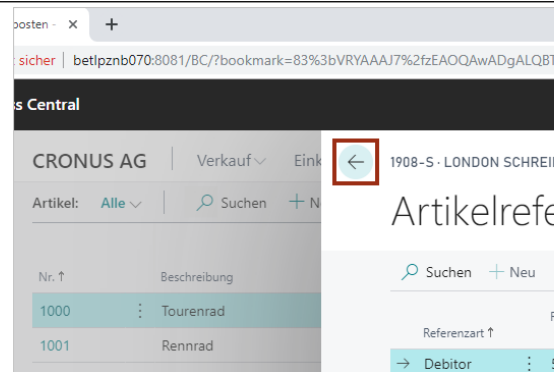 posten -
sicher betlpznb070:8081/BC/?bookmark=83%3bVRYAAAJ7%2fzEAOQAwADgALQBT
s Central
CRONUS AG Verkauf Eink
Artikel: Alle Suchen N
Nr. Beschreibung
1000 Tourenrad
1001 Rennrad
1908-S · LONDON SCHREI
Artikelrefe
Suchen Neu
Referenzart
Debitor 5